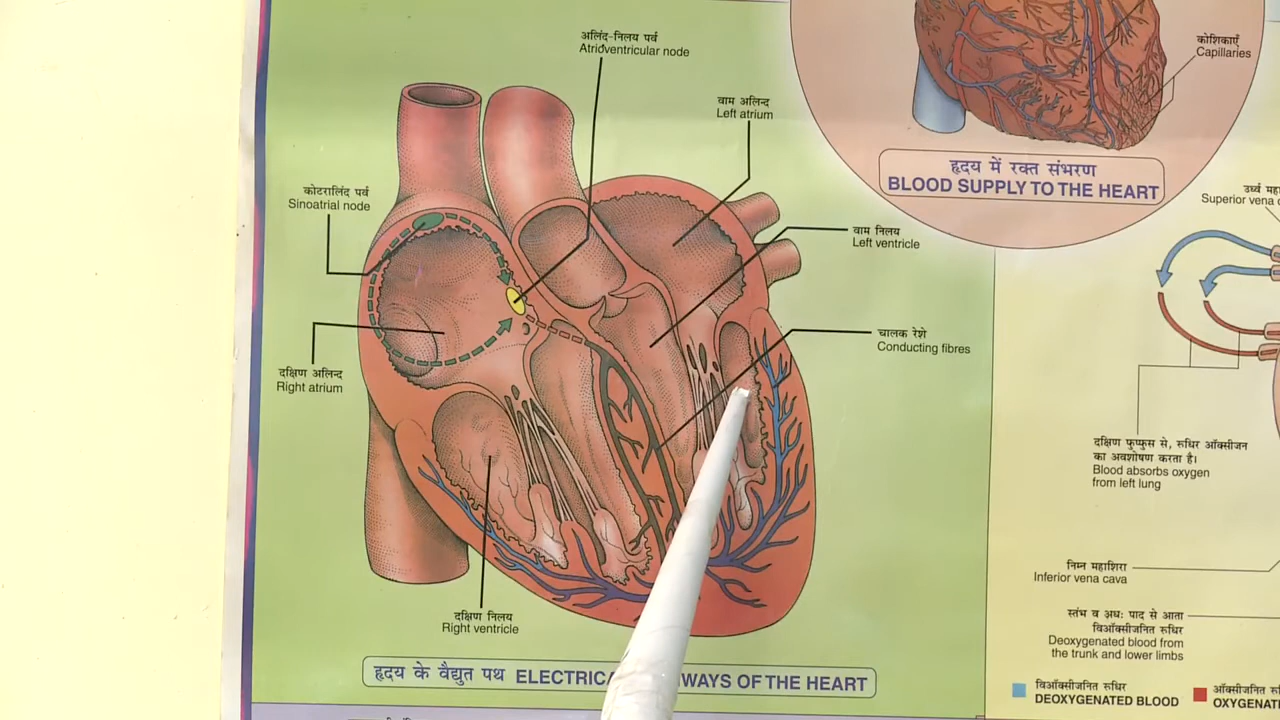 अलिंद-निलय पर्व
Atrioventricular node
वाम अलिन्द
Left atrium
कोशिकाएँ
Capillaries
हृदय में रक्त संभरण
BLOOD SUPPLY TO THE HEART
कोटरालिंद पर्व
Sinoatrial node
वाम निलय
Left ventricle
चालक रेशे
Conducting fibres
दक्षिण अलिन्द
Right atrium
दक्षिण निलय
Right ventricle
हृदय के वैद्युत पथ ELECTRICA WAYS OF THE HEART
Superior vena
दक्षिण फुफ्फुस से, रूधिर ऑक्सीजन
का अवशोषण करता है।
Blood absorbs oxygen
from left lung
निम्न महाशिरा
Inferior vena cava
स्तंभ व अधः पाद से आता
विऑक्सीजनित रूधिर
Deoxygenated blood from
the trunk and lower limbs
विऑक्सीजनित रूधिर
DEOXYGENATED BLOOD
ऑक्सीजनित
OXYGENAT